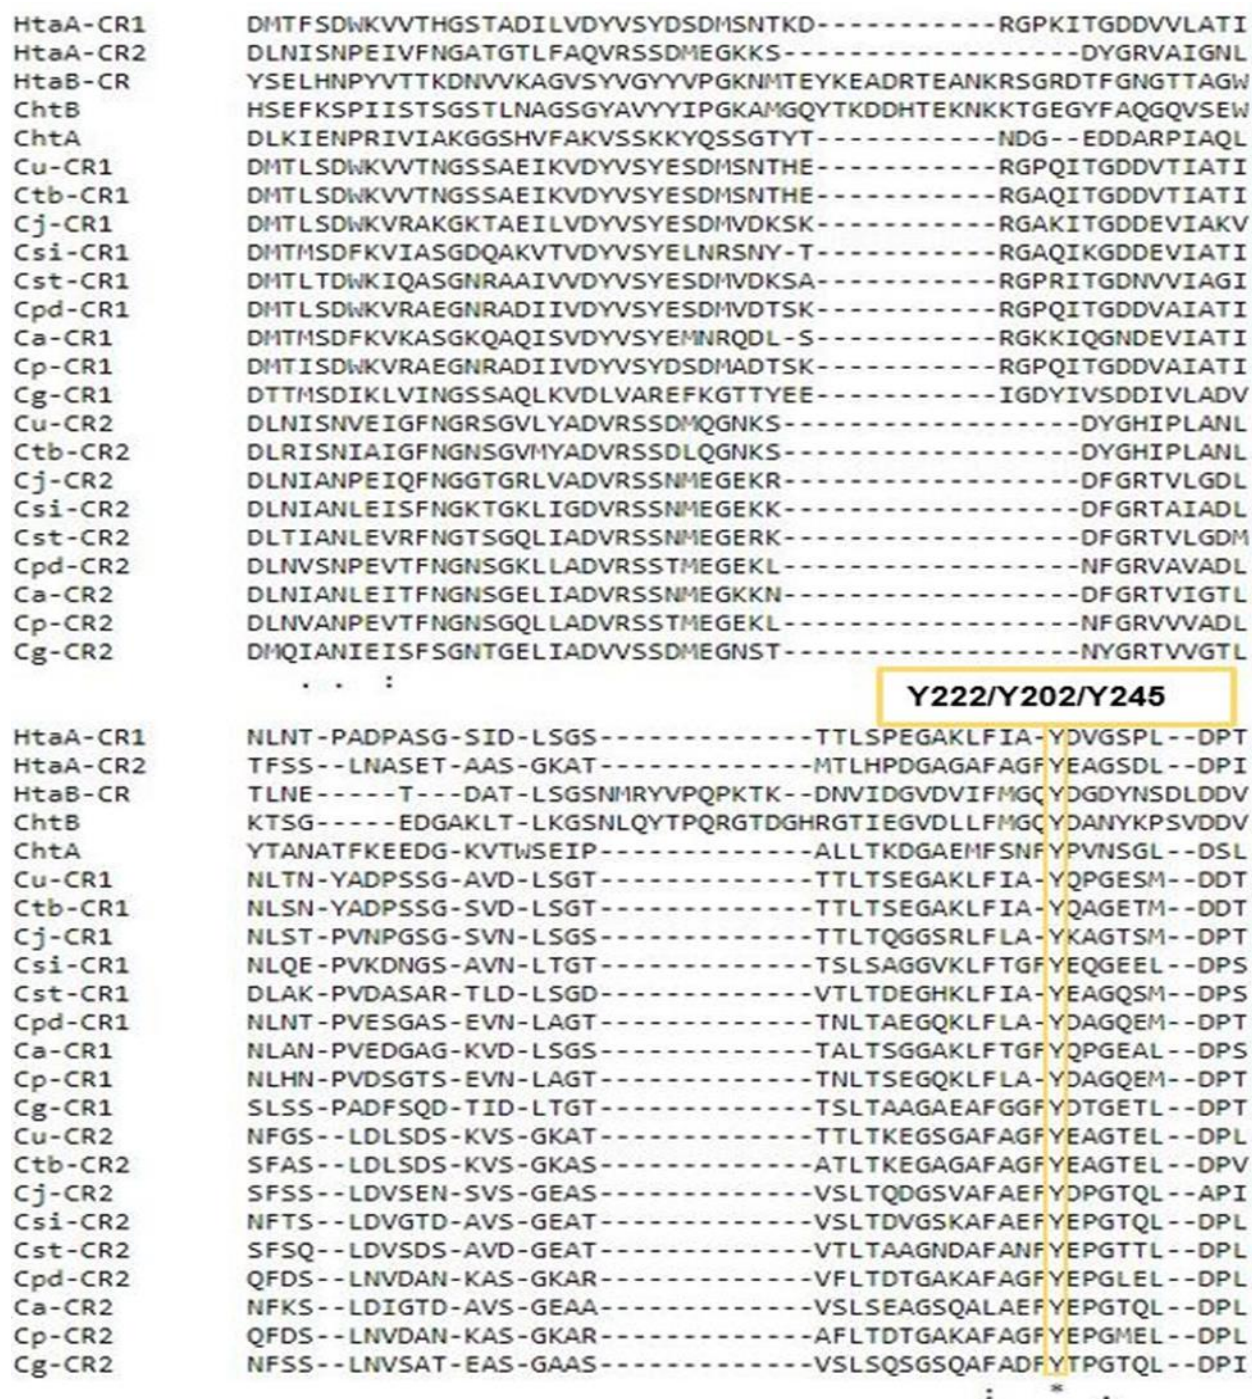 HtaA-CR1 DMTFSDWKVVTHGSTADILVDYVSYDSDMSNTKD-----------RGPKITGDDVVLATI
HtaA-CR2 DLNISNPEIVFNGATGTLFAQVRSSDMEGKKS------------------DYGRVAIGNL
HtaB-CR YSELHNPYVTTKDNVVKAGVSYVGYYVPGKNMTEYKEADRTEANKRSGRDTFGNGTTAGW
ChtB HSEFKSPIISTSGSTLNAGSGYAVYYIPGKAMGQYTKDDHTEKNKKTGEGYFAQGQVSEW
ChtA DLKIENPRIVIAKGGSHVFAKVSSKKYQSSGTYT-----------NDG--EDDARPIAQL
Cu-CR1 DMTLSDWKVVTNGSSAEIKVDYVSYESDMSNTHE-----------RGPQITGDDVTIATI
Ctb-CR1 DMTLSDWKVVTNGSSAEIKVDYVSYESDMSNTHE-----------RGAQITGDDVTIATI
Cj-CR1 DMTLSDWKVRAKGKTAEILVDYVSYESDMVDKSK-----------RGAKITGDDEVIAKV
Csi-CR1 DMTMSDFKVIASGDQAKVTVDYVSYELNRSNY-T-----------RGAQIKGDDEVIATI
Cst-CR1 DMTLTDWKIQASGNRAAIVVDYVSYESDMVDKSA-----------RGPRITGDNVVIAGI
Cpd-CR1 DMTLSDWKVRAEGNRADIIVDYVSYESDMVDTSK-----------RGPQITGDDVAIATI
Ca-CR1 DMTMSDFKVKASGKQAQISVDYVSYEMNRQDL-S-----------RGKKIQGNDEVIATI
Cp-CR1 DMTISDWKVRAEGNRADIIVDYVSYDSDMADTSK-----------RGPQITGDDVAIATI
Cg-CR1 DTTMSDIKLVINGSSAQLKVDLVAREFKGTTYEE-----------IGDYIVSDDIVLADV
Cu-CR2 DLNISNVEIGFNGRSGVLYADVRSSDMQGNKS------------------DYGHIPLANL
Ctb-CR2 DLRISNIAIGFNGNSGVMYADVRSSDLQGNKS------------------DYGHIPLANL
Cj-CR2 DLNIANPEIQFNGGTGRLVADVRSSNMEGEKR------------------DFGRTVLGDL
Csi-CR2 DLNIANLEISFNGKTGKLIGDVRSSNMEGEKK------------------DFGRTAIADL
Cst-CR2 DLTIANLEVRFNGTSGQLIADVRSSNMEGERK------------------DFGRTVLGDM
Cpd-CR2 DLNVSNPEVTFNGNSGKLLADVRSSTMEGEKL------------------NFGRVAVADL
Ca-CR2 DLNIANLEITFNGNSGELIADVRSSNMEGKKN------------------DFGRTVIGTL
Cp-CR2 DLNVANPEVTFNGNSGQLLADVRSSTMEGEKL------------------NFGRVVVADL
Cg-CR2 DMQIANIEISFSGNTGELIADVVSSDMEGNST------------------NYGRTVVGTL
. . :
Y222/Y202/Y245
HtaA-CR1 NLNT-PADPASG-SID-LSGS-------------TTLSPEGAKLFIA-YDVGSPL--DPT
HtaA-CR2 TFSS--LNASET-AAS-GKAT-------------MTLHPDGAGAFAGFYEAGSDL--DPI
HtaB-CR TLNE-----T---DAT-LSGSNMRYVPQPKTK--DNVIDGVDVIFMGQYDGDYNSDLDDV
ChtB KTSG-----EDGAKLT-LKGSNLQYTPQRGTDGHRGTIEGVDLLFMGQYDANYKPSVDDV
ChtA YTANATFKEEDG-KVTWSEIP-------------ALLTKDGAEMFSNFYPVNSGL--DSL
Cu-CR1 NLTN-YADPSSG-AVD-LSGT-------------TTLTSEGAKLFIA-YQPGESM--DDT
Ctb-CR1 NLSN-YADPSSG-SVD-LSGT-------------TTLTSEGAKLFIA-YQAGETM--DDT
Cj-CR1 NLST-PVNPGSG-SVN-LSGS-------------TTLTQGGSRLFLA-YKAGTSM--DPT
Csi-CR1 NLQE-PVKDNGS-AVN-LTGT-------------TSLSAGGVKLFTGFYEQGEEL--DPS
Cst-CR1 DLAK-PVDASAR-TLD-LSGD-------------VTLTDEGHKLFIA-YEAGQSM--DPS
Cpd-CR1 NLNT-PVESGAS-EVN-LAGT-------------TNLTAEGQKLFLA-YDAGQEM--DPT
Ca-CR1 NLAN-PVEDGAG-KVD-LSGS-------------TALTSGGAKLFTGFYQPGEAL--DPS
Cp-CR1 NLHN-PVDSGTS-EVN-LAGT-------------TNLTSEGQKLFLA-YDAGQEM--DPT
Cg-CR1 SLSS-PADFSQD-TID-LTGT-------------TSLTAAGAEAFGGFYDTGETL--DPT
Cu-CR2 NFGS--LDLSDS-KVS-GKAT-------------TTLTKEGSGAFAGFYEAGTEL--DPL
Ctb-CR2 SFAS--LDLSDS-KVS-GKAS-------------ATLTKEGAGAFAGFYEAGTEL--DPV
Cj-CR2 SFSS--LDVSEN-SVS-GEAS-------------VSLTQDGSVAFAEFYDPGTQL--API
Csi-CR2 NFTS--LDVGTD-AVS-GEAT-------------VSLTDVGSKAFAEFYEPGTQL--DPL
Cst-CR2 SFSQ--LDVSDS-AVD-GEAT-------------VTLTAAGNDAFANFYEPGTTL--DPL
Cpd-CR2 QFDS--LNVDAN-KAS-GKAR-------------VFLTDTGAKAFAGFYEPGLEL--DPL
Ca-CR2 NFKS--LDIGTD-AVS-GEAA-------------VSLSEAGSQALAEFYEPGTQL--DPL
Cp-CR2 QFDS--LNVDAN-KAS-GKAR-------------AFLTDTGAKAFAGFYEPGMEL--DPL
Cg-CR2 NFSS--LNVSAT-EAS-GAAS-------------VSLSQSGSQAFADFYTPGTQL--DPI
: * .